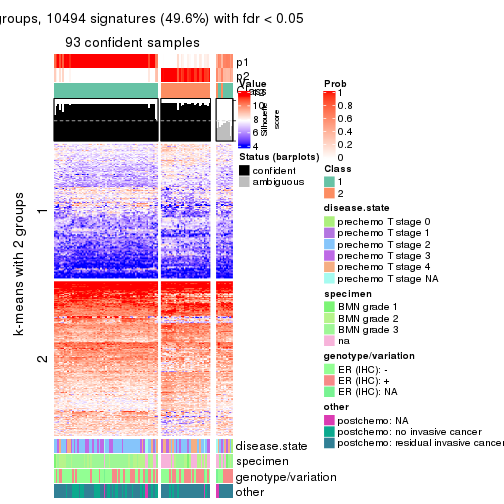 groups, 10494 signatures (49.6%) with fdr < 0.05
93 confident samples
p1
p2
Class
Silhouette
score
1
2
k-means with 2 groups
disease.state
specimen
genotype/variation
other
Value
12
10
8
6
4
Status (barplots)
confident
ambiguous
Prob
1
0.8
0.6
0.4
0.2
0
Class
1
2
disease.state
prechemo T stage 0
prechemo T stage 1
prechemo T stage 2
prechemo T stage 3
prechemo T stage 4
prechemo T stage NA
specimen
BMN grade 1
BMN grade 2
BMN grade 3
na
genotype/variation
ER (IHC): -
ER (IHC): +
ER (IHC): NA
other
postchemo: NA
postchemo: no invasive cancer
postchemo: residual invasive cancer